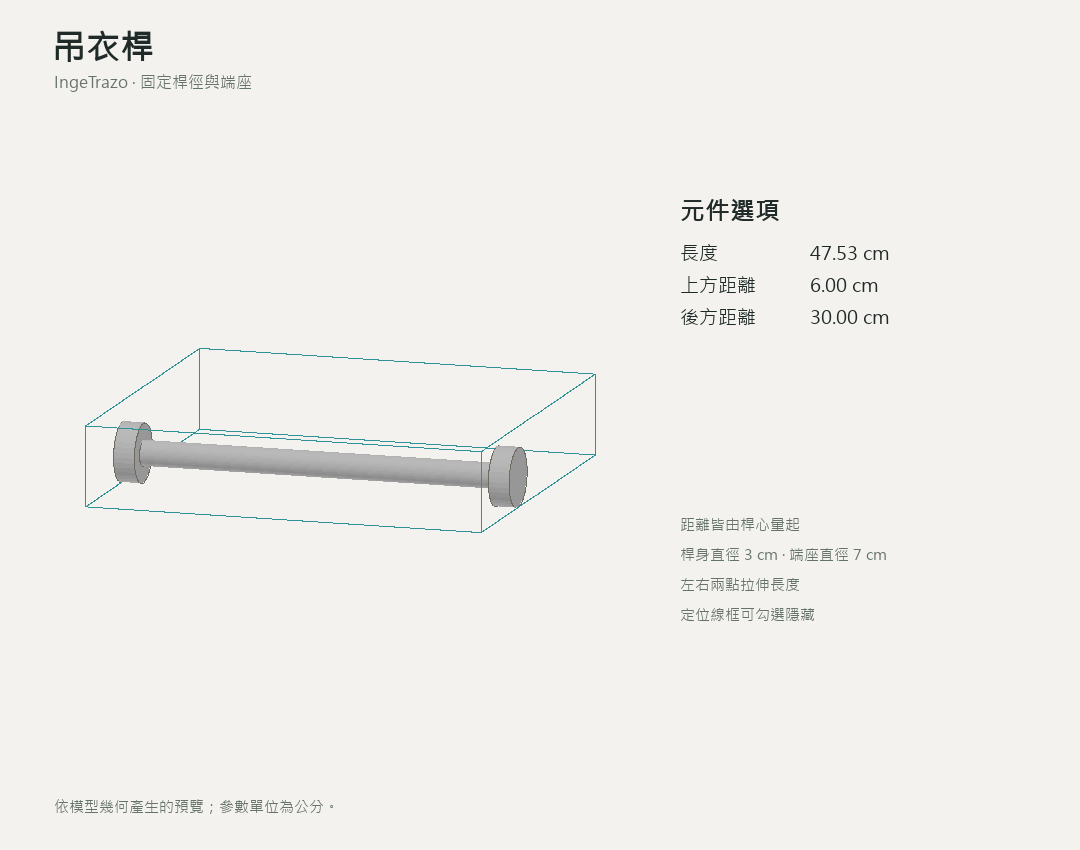 吊衣桿
IngeTrazo · 固定桿徑與端座
元件選項
長度 47.53 cm
上方距離 6.00 cm
後方距離 30.00 cm
距離皆由桿心量起
桿身直徑 3 cm · 端座直徑 7 cm
左右兩點拉伸長度
定位線框可勾選隱藏
依模型幾何產生的預覽；參數單位為公分。